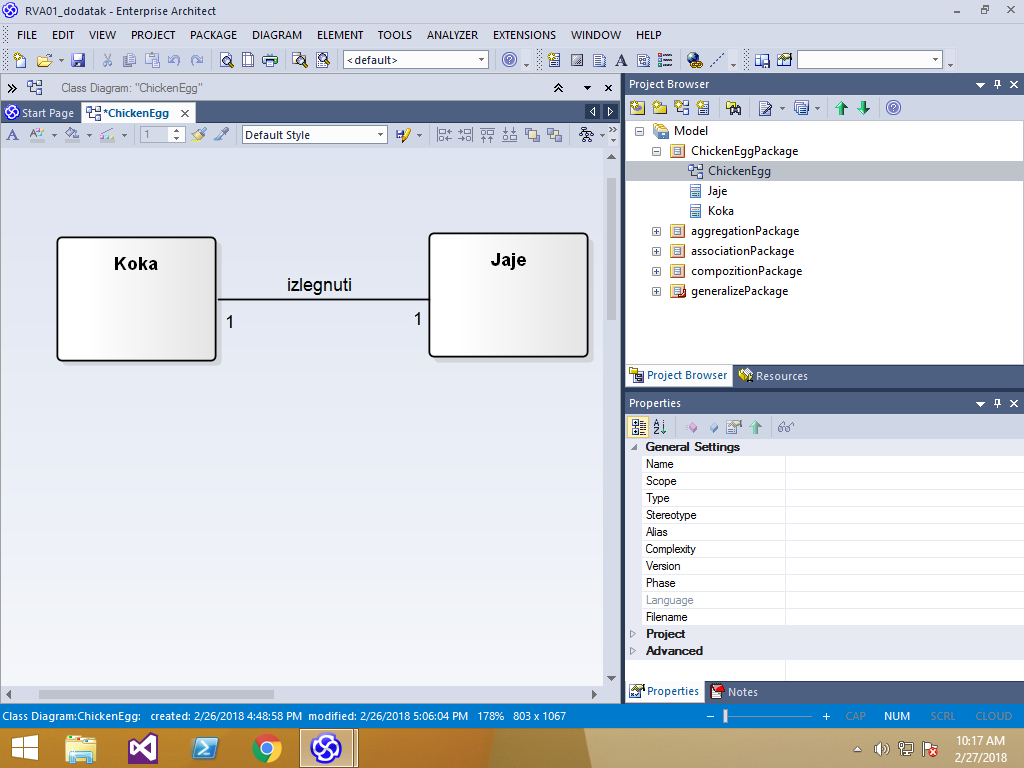 RVA01_dodatak - Enterprise Architect
FILE EDIT VIEW PROJECT PACKAGE DIAGRAM ELEMENT TOOLS ANALYZER EXTENSIONS WINDOW HELP
<default>
Class Diagram: "ChickenEgg"
Start Page *ChickenEgg
1 Default Style
Koka
Jaje
izlegnuti
1 1
Project Browser
Model
ChickenEggPackage
ChickenEgg
Jaje
Koka
aggregationPackage
associationPackage
compozitionPackage
generalizePackage
Project Browser Resources
Properties
General Settings
Name
Scope
Type
Stereotype
Alias
Complexity
Version
Phase
Language
Filename
Project
Advanced
Properties Notes
Class Diagram:ChickenEgg: created: 2/26/2018 4:48:58 PM modified: 2/26/2018 5:06:04 PM 178% 803 x 1067
CAP NUM SCRL CLOUD
10:17 AM
2/27/2018